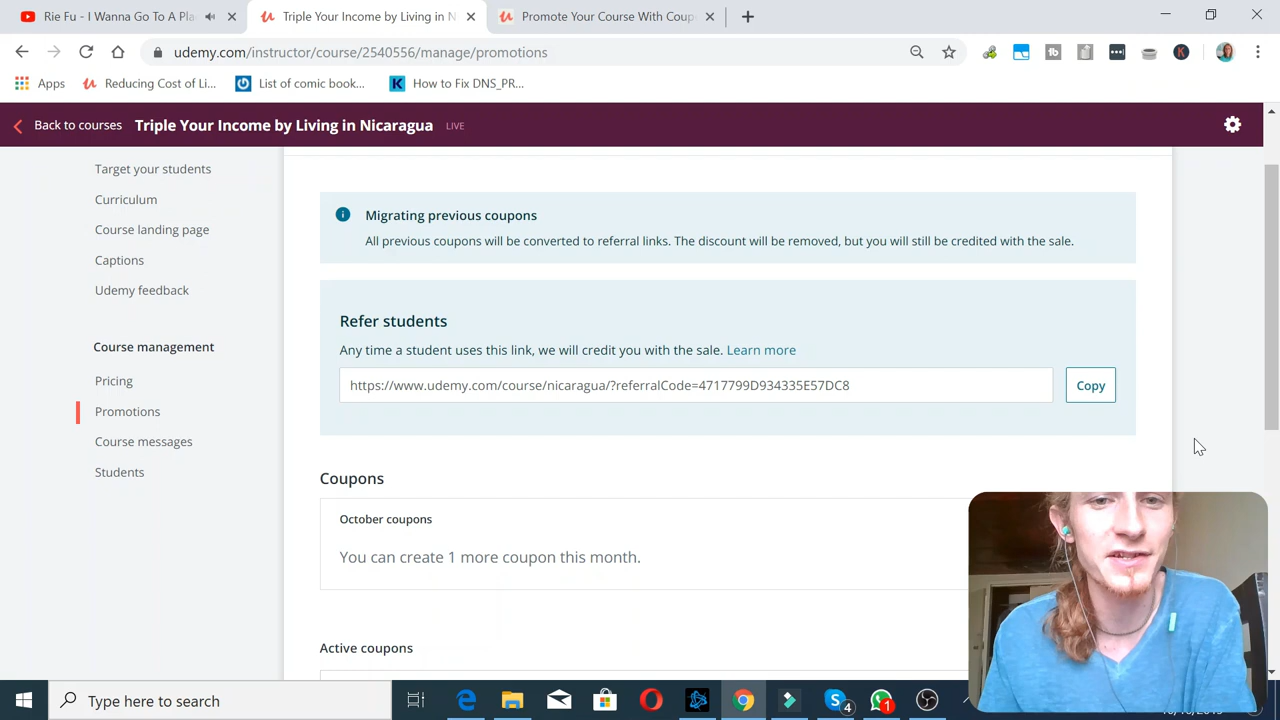 Rie Fu - I Wanna Go To A Pla
Triple Your Income by Living in N
Promote Your Course With Coup
udemy.com/instructor/course/2540556/manage/promotions
Apps
Reducing Cost of Li...
List of comic book...
How to Fix DNS_PR...
Back to courses
Triple Your Income by Living in Nicaragua
LIVE
Target your students
Curriculum
Course landing page
Captions
Udemy feedback
Course management
Pricing
Promotions
Course messages
Students
Migrating previous coupons
All previous coupons will be converted to referral links. The discount will be removed, but you will still be credited with the sale.
Refer students
Any time a student uses this link, we will credit you with the sale. Learn more
https://www.udemy.com/course/nicaragua/?referralCode=4717799D934335E57DC8
Copy
Coupons
October coupons
You can create 1 more coupon this month.
Active coupons
Type here to search
4
1